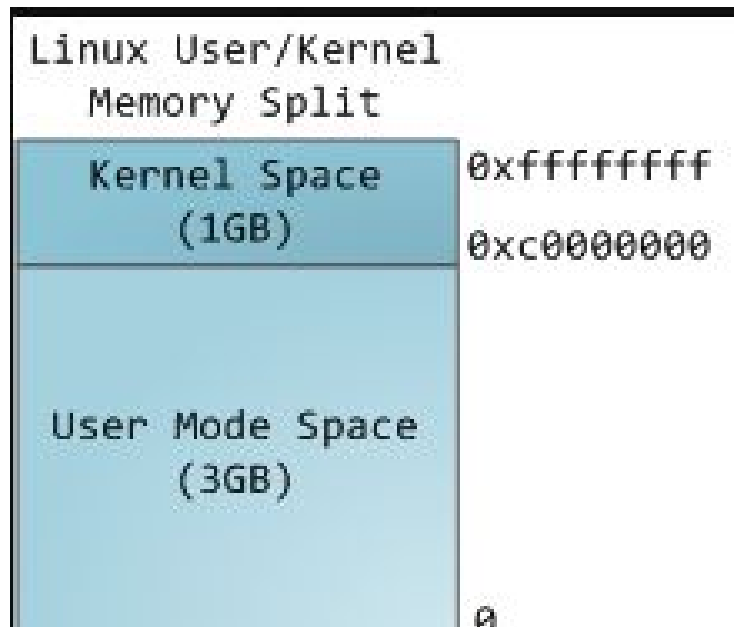 Linux User/Kernel
Memory Split
Kernel Space
(1GB)
0xffffffff
0xc0000000
User Mode Space
(3GB)
0